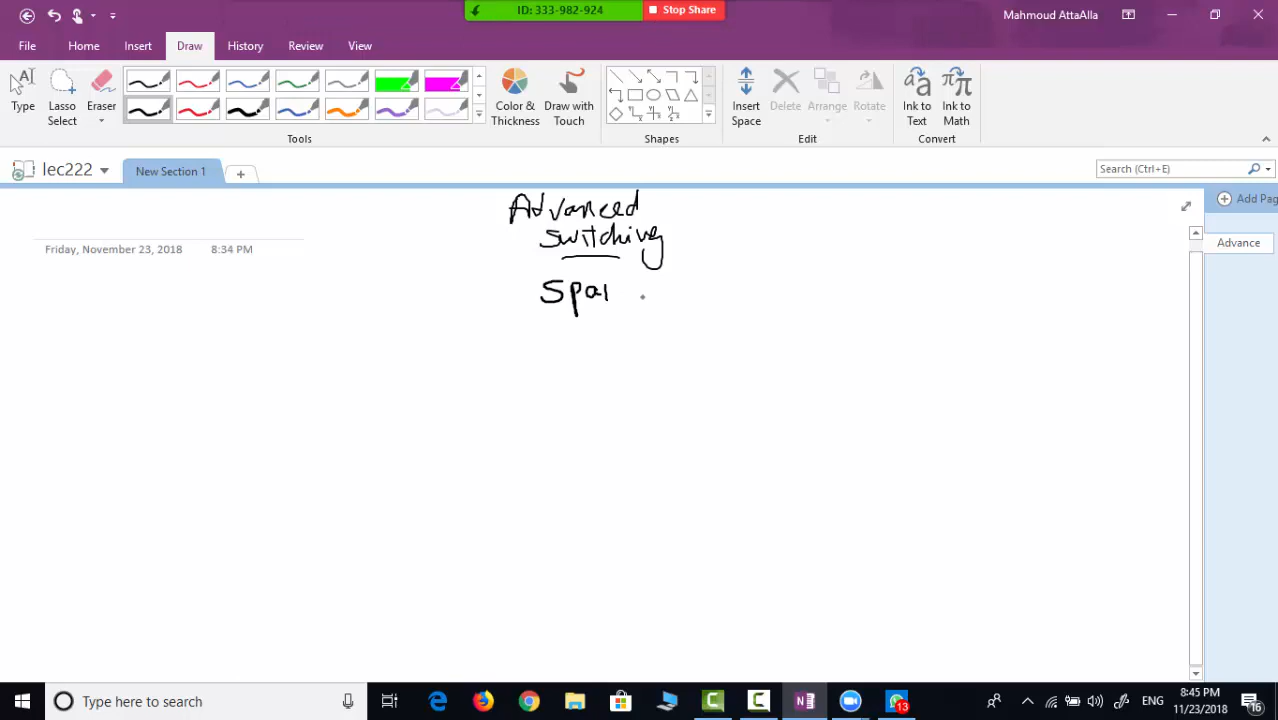 ID: 333-982-924
Stop Share
Mahmoud AttaAlla
File Home Insert Draw History Review View
Type
Lasso Select
Eraser
Color & Thickness
Draw with Touch
Insert Space
Delete
Arrange
Rotate
Ink to Text
Ink to Math
Tools
Shapes
Edit
Convert
lec222
New Section 1
Search (Ctrl+E)
Add Pag
Advance
Advanced
Switching
Friday, November 23, 2018 8:34 PM
Type here to search
13
ENG
8:45 PM
11/23/2018
16